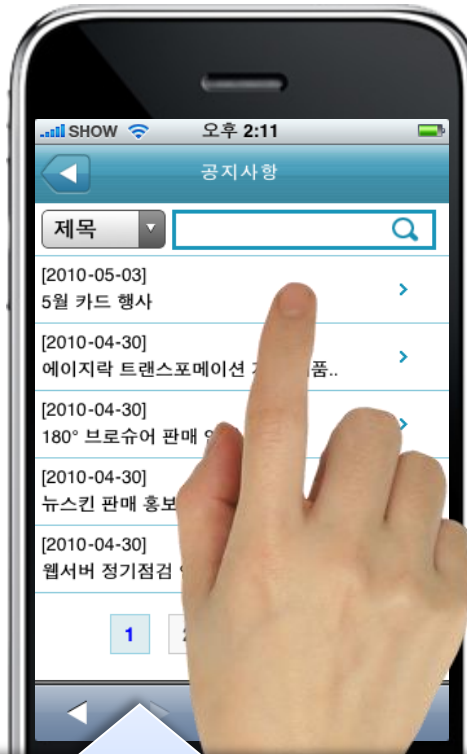 SHOW 오후 2:11
공지사항
제목
[2010-05-03]
5월 카드 행사
[2010-04-30]
에이지락 트랜스포메이션 품..
[2010-04-30]
180° 브로슈어 판매
[2010-04-30]
뉴스킨 판매 홍보
[2010-04-30]
웹서버 정기점검
1